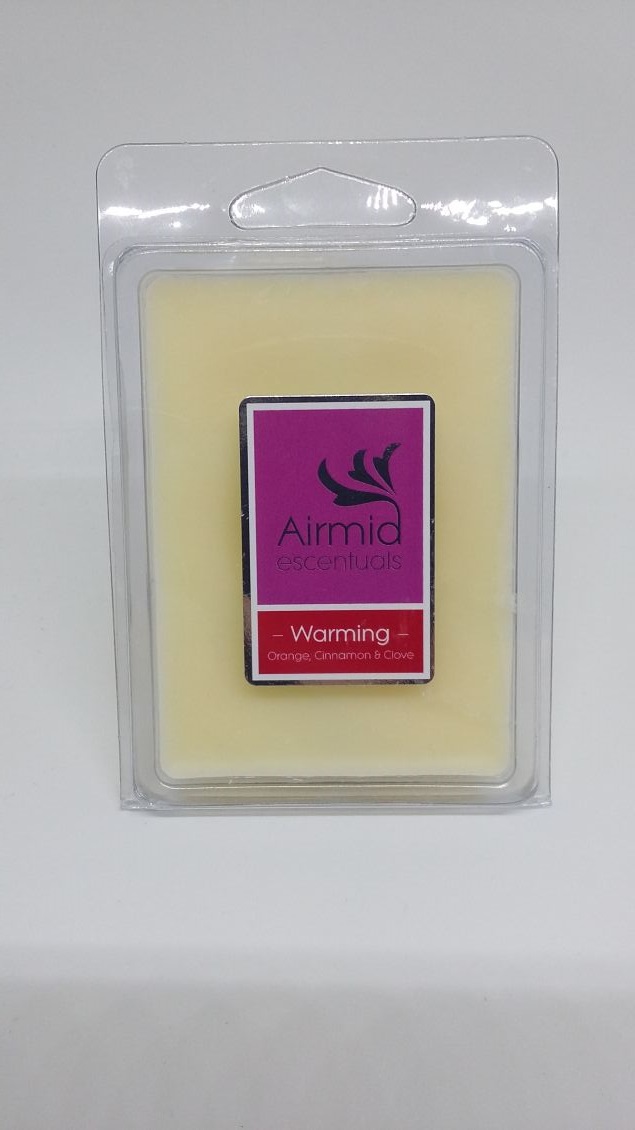 Airmid
escentuals
– Warming –
Orange, Cinnamon & Clove